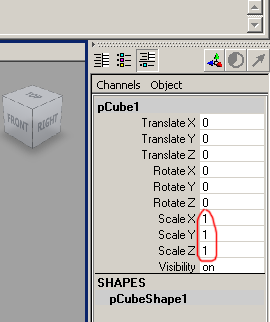 FRONT
RIGHT
Channels Object
pCube1
Translate X 0
Translate Y 0
Translate Z 0
Rotate X 0
Rotate Y 0
Rotate Z 0
Scale X 1
Scale Y 1
Scale Z 1
Visibility on
SHAPES
pCubeShape1